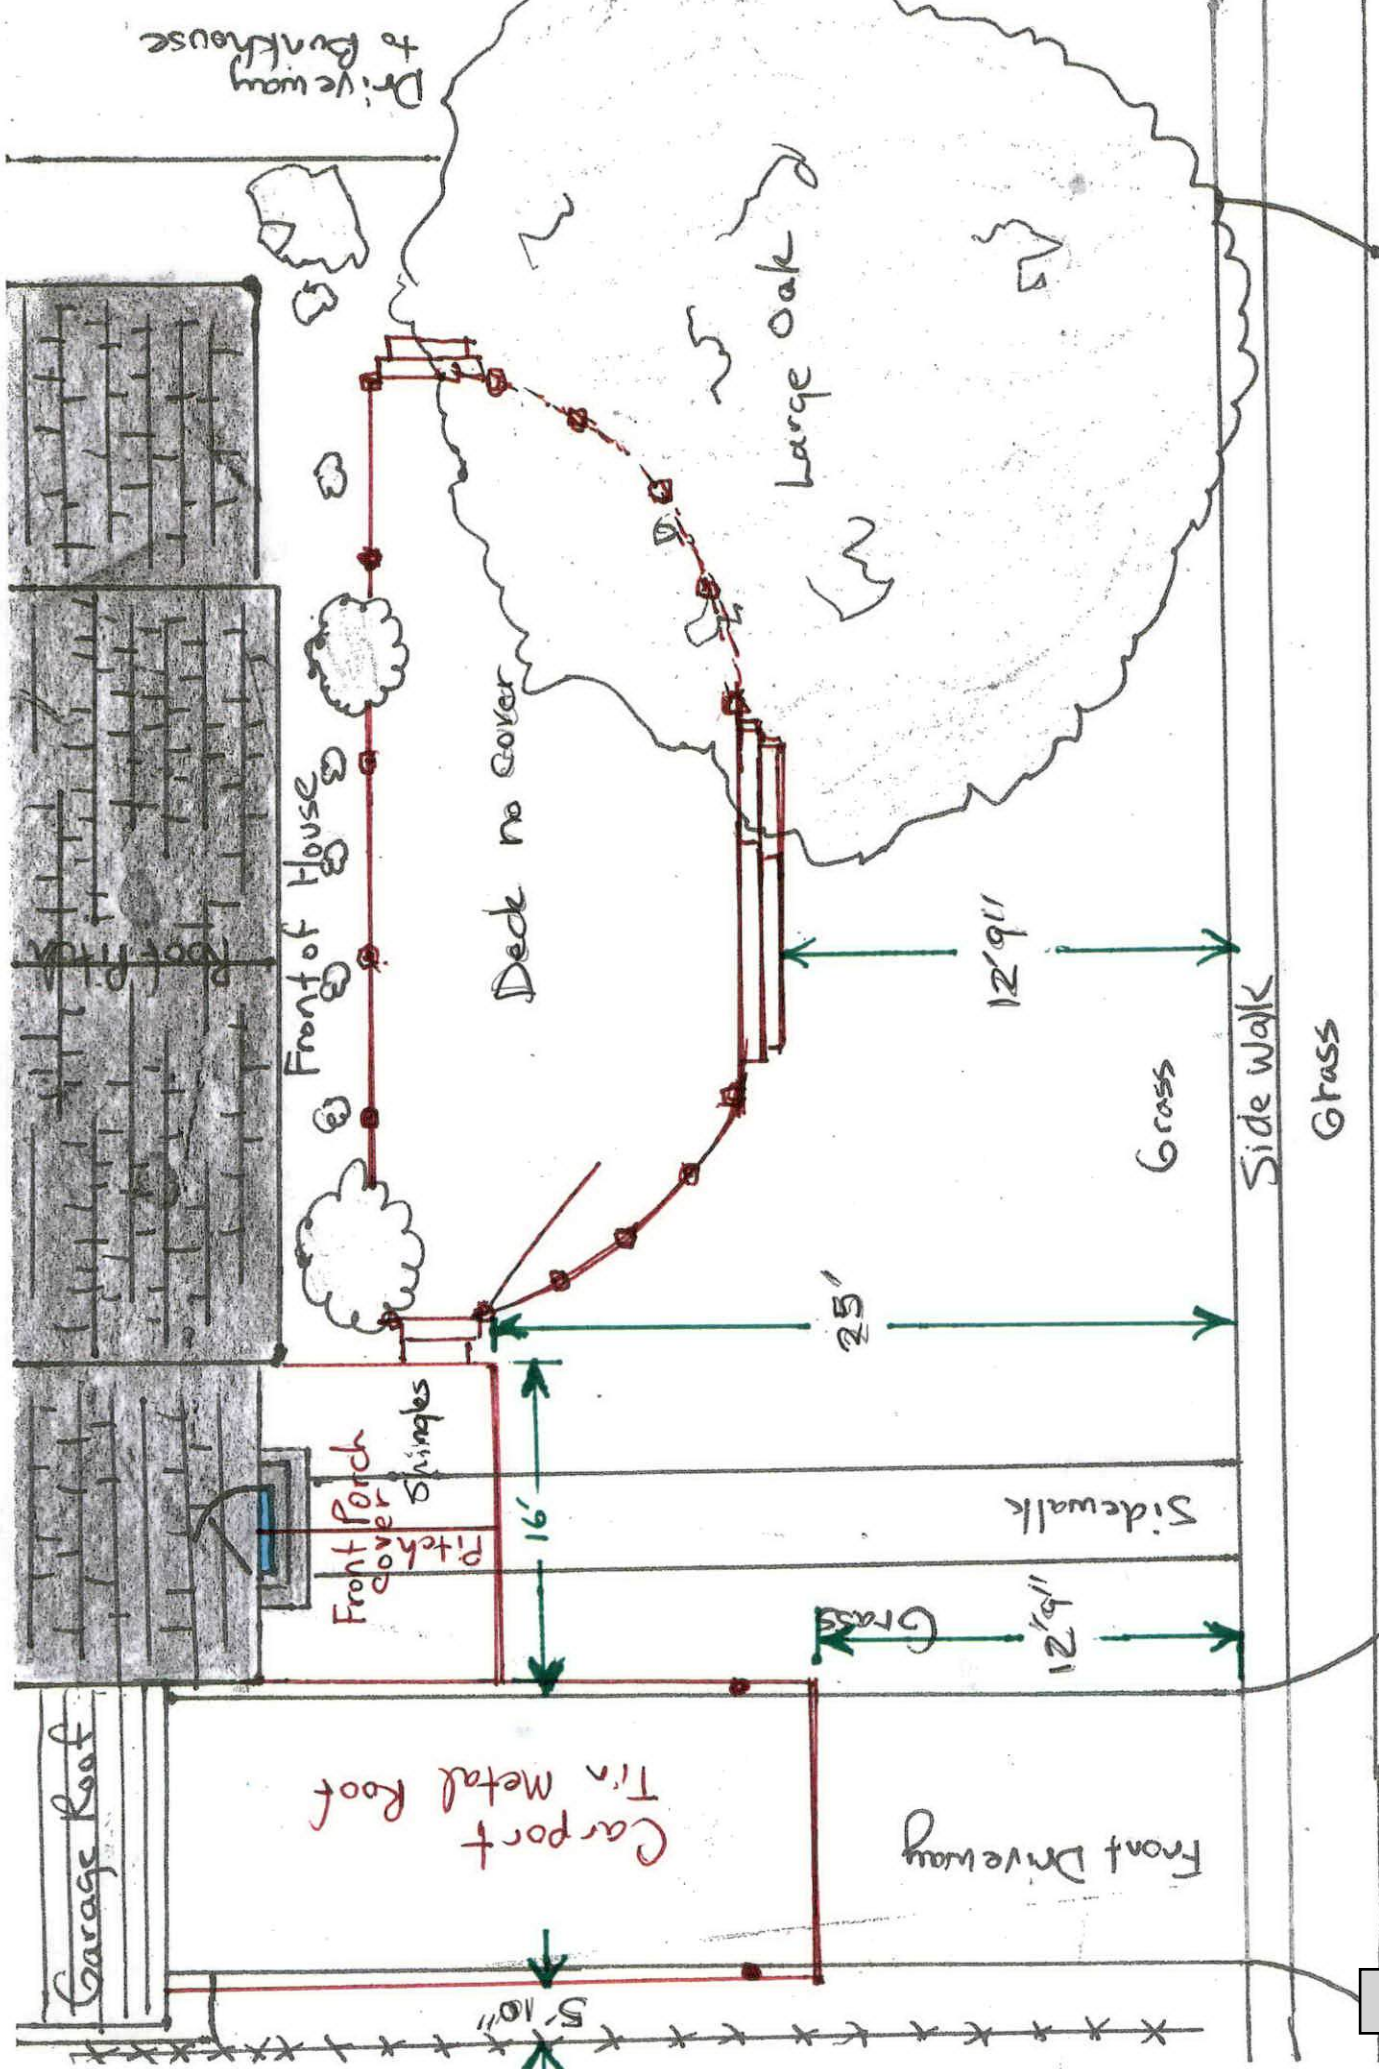 Driveway
to Bunkhouse
Large Oak
Front of House
Roof Pitch
Deck no cover
12'9"
Grass
Side walk
Grass
25'
Shingles
Front Porch
cover
Pitch
16'
Sidewalk
Grass
12'9"
Garage Roof
Carport
Tin Metal Roof
Front Driveway
5'10"